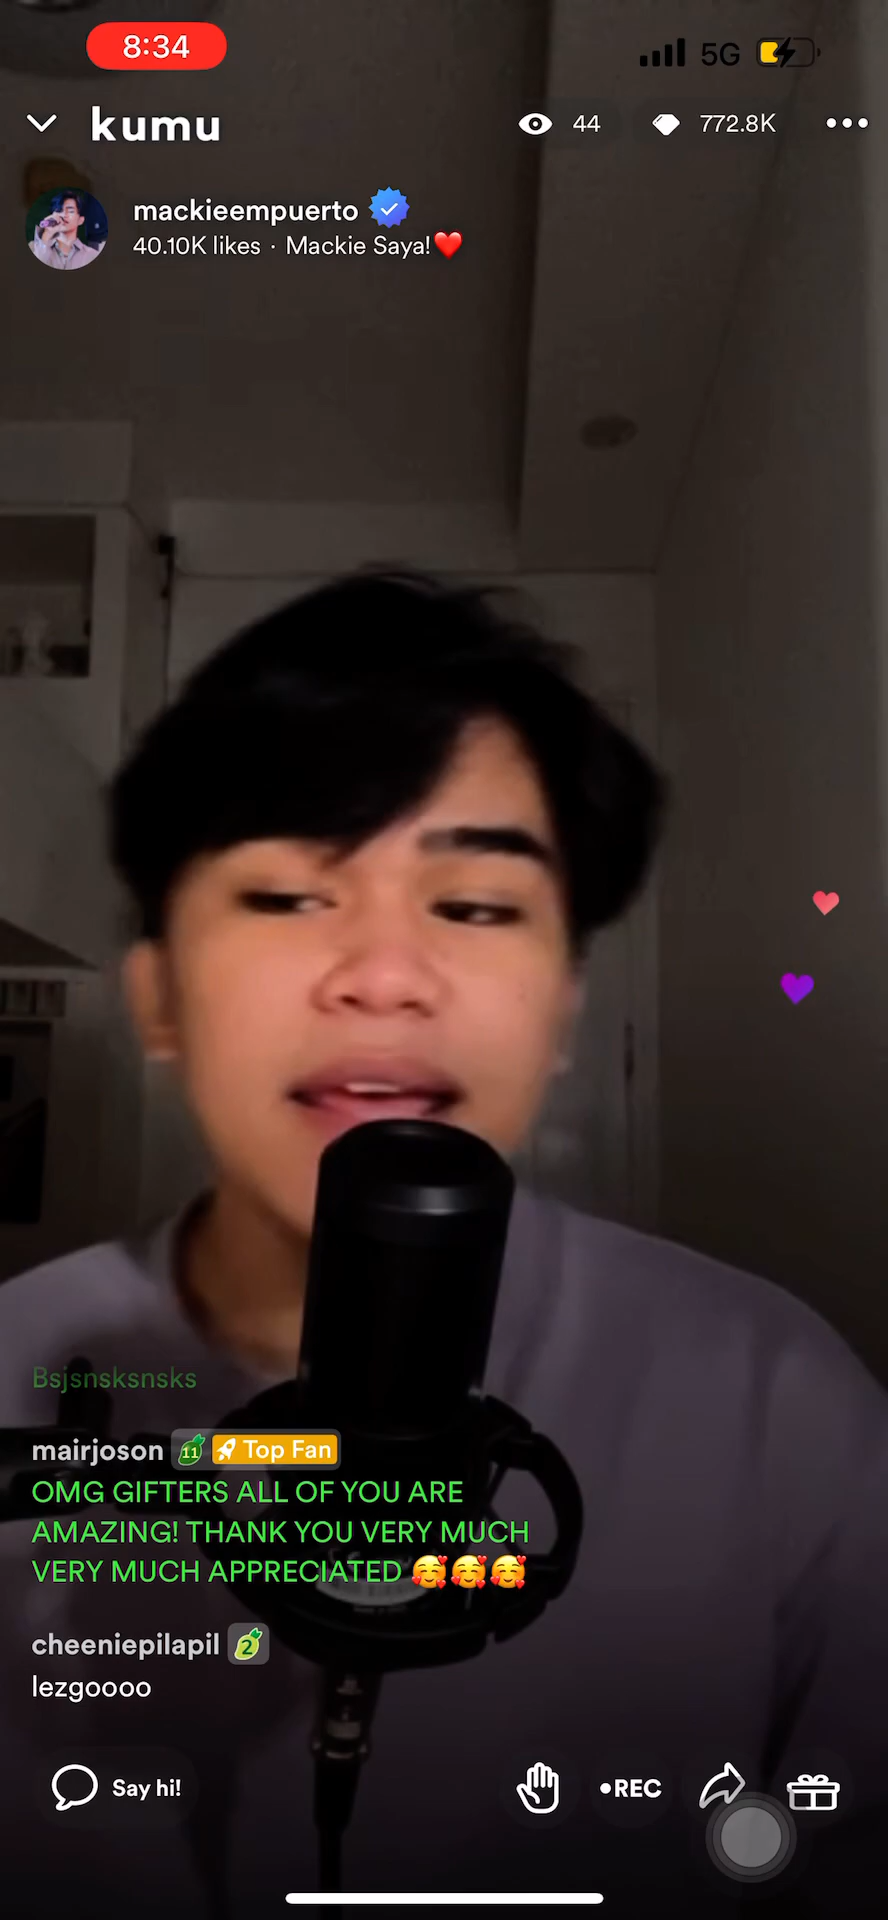 8:34
5G
kumu
44
772.8K
mackieempuerto
40.10K likes · Mackie Saya!❤️
Bsjsnsksnsks
mairjoson 11 Top Fan
OMG GIFTERS ALL OF YOU ARE
AMAZING! THANK YOU VERY MUCH
VERY MUCH APPRECIATED 🥰🥰🥰
cheeniepilapil 2
lezgoooo
Say hi!
•REC